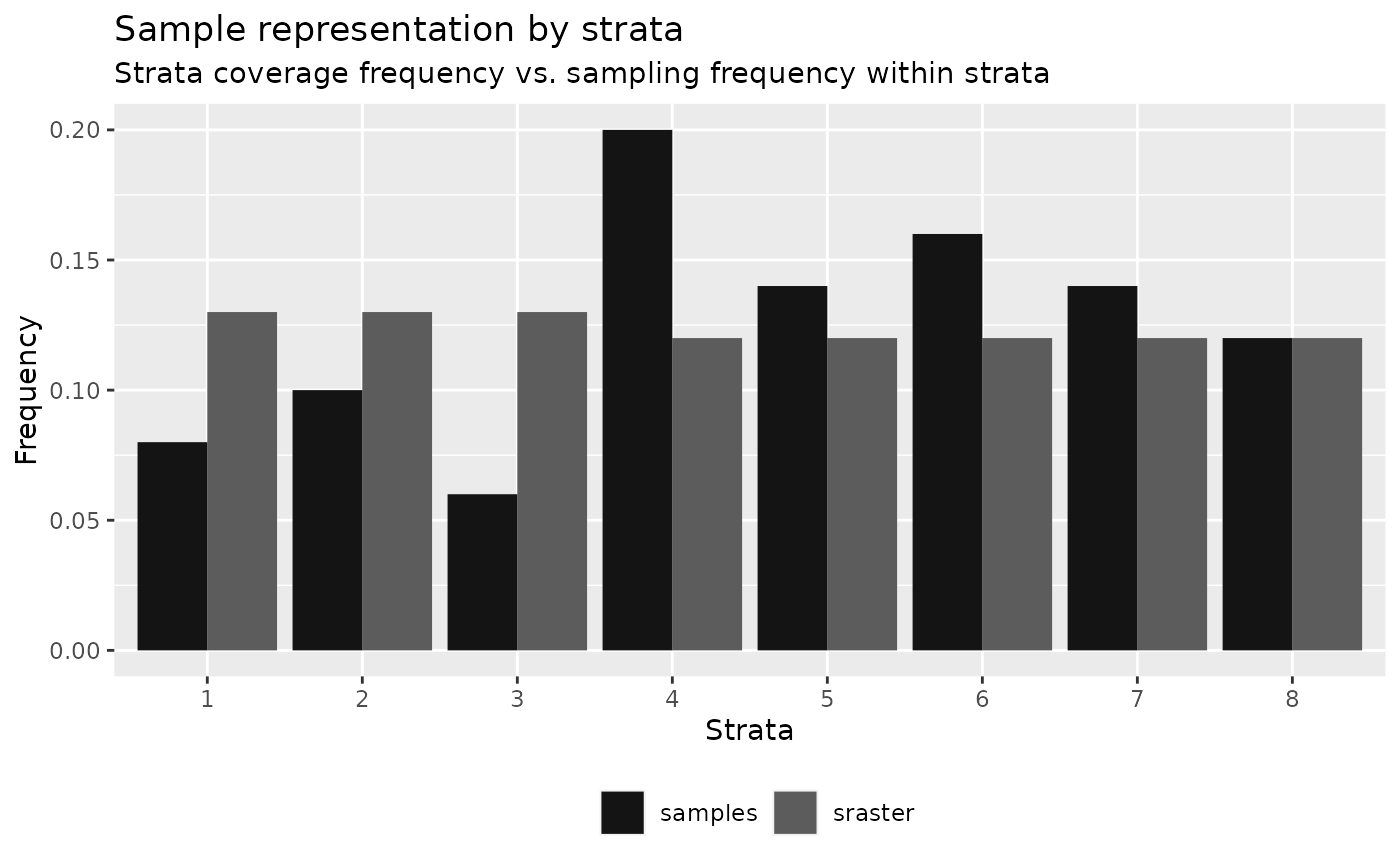 Sample representation by strata
Strata coverage frequency vs. sampling frequency within strata
Frequency
0.20
0.15
0.10
0.05
0.00
1 2 3 4 5 6 7 8
Strata
samples sraster